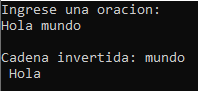 Ingrese una oracion:
Hola mundo
Cadena invertida: mundo
Hola